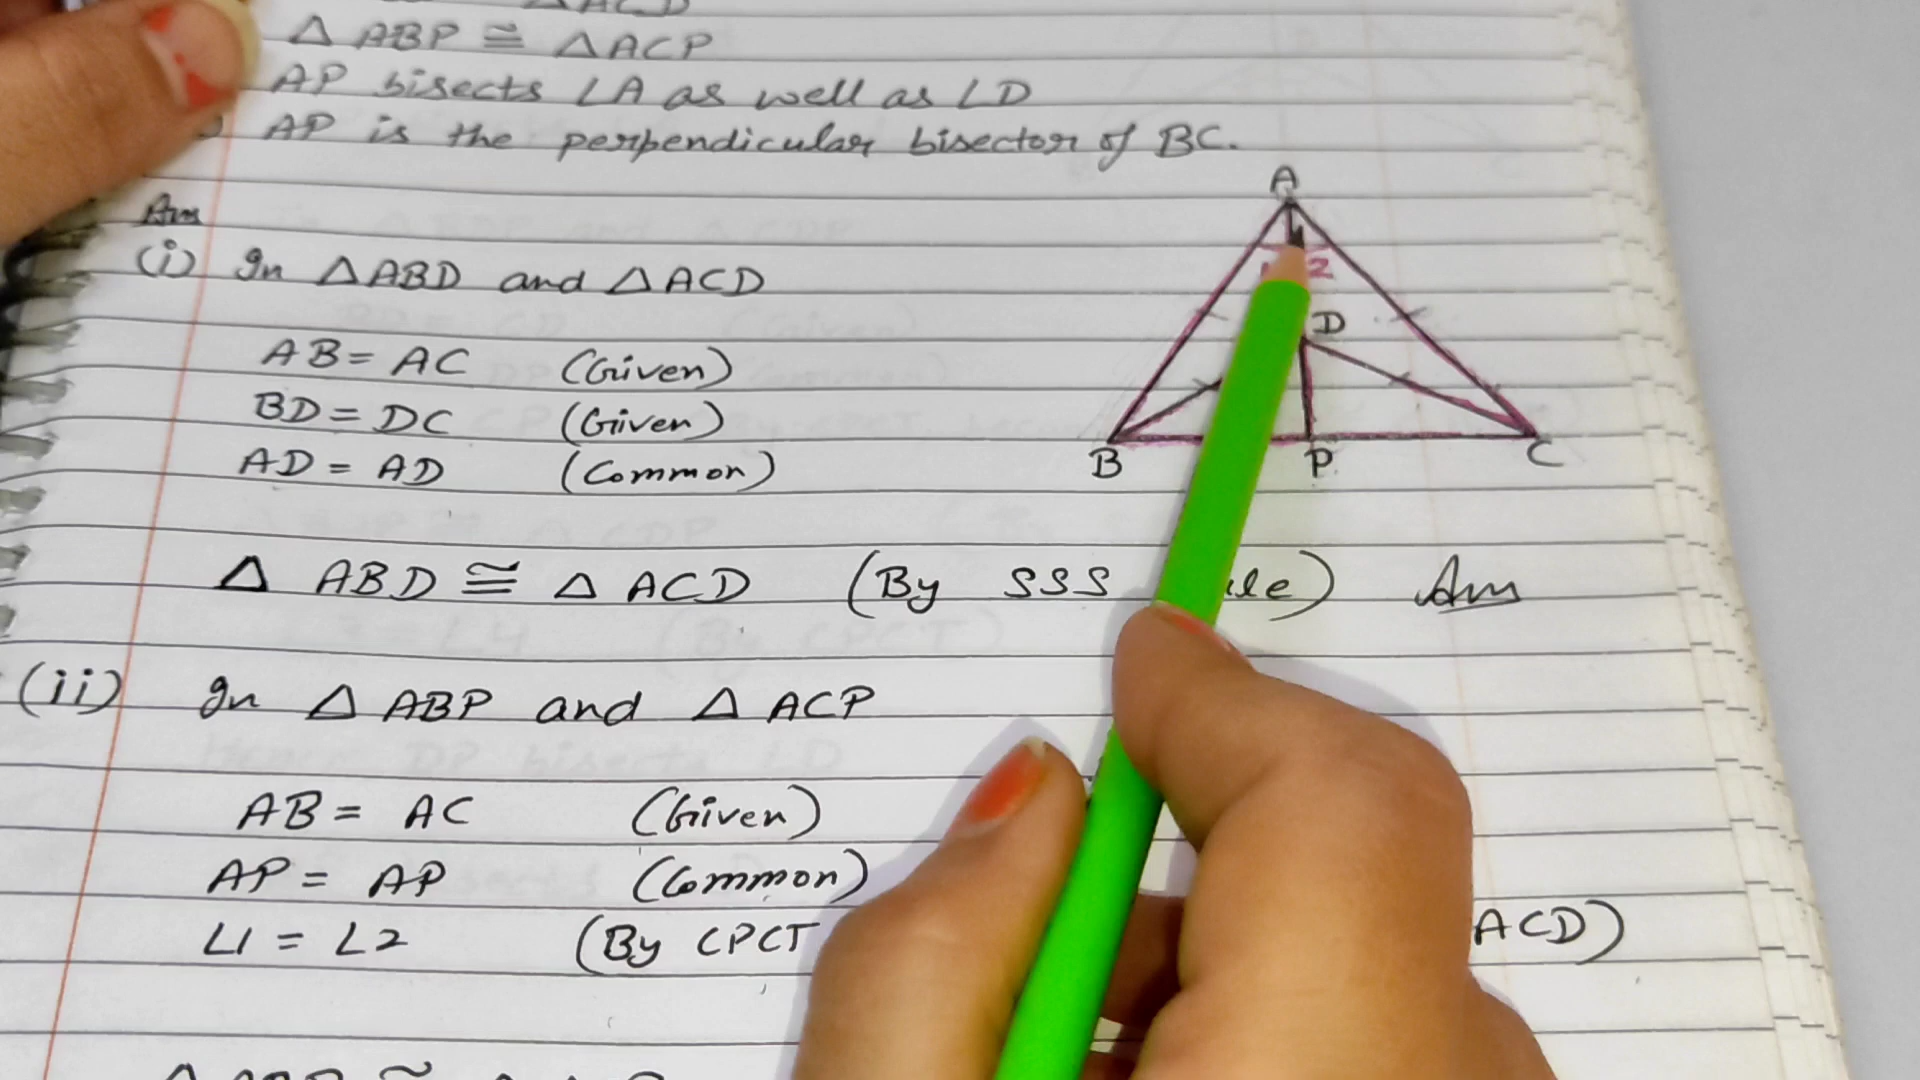 △ ACD
△ ABP ≅ △ ACP
AP bisects ∠A as well as ∠D
AP is the perpendicular bisector of BC.
Ans
(i) In △ ABD and △ ACD
AB = AC (Given)
BD = DC (Given)
AD = AD (Common)
△ ABD ≅ △ ACD (By SSS Ans
(ii) In △ ABP and △ ACP
AB = AC (Given)
AP = AP (Common)
∠1 = ∠2 (By CPCT ACD)
A
2
D
B
P
C